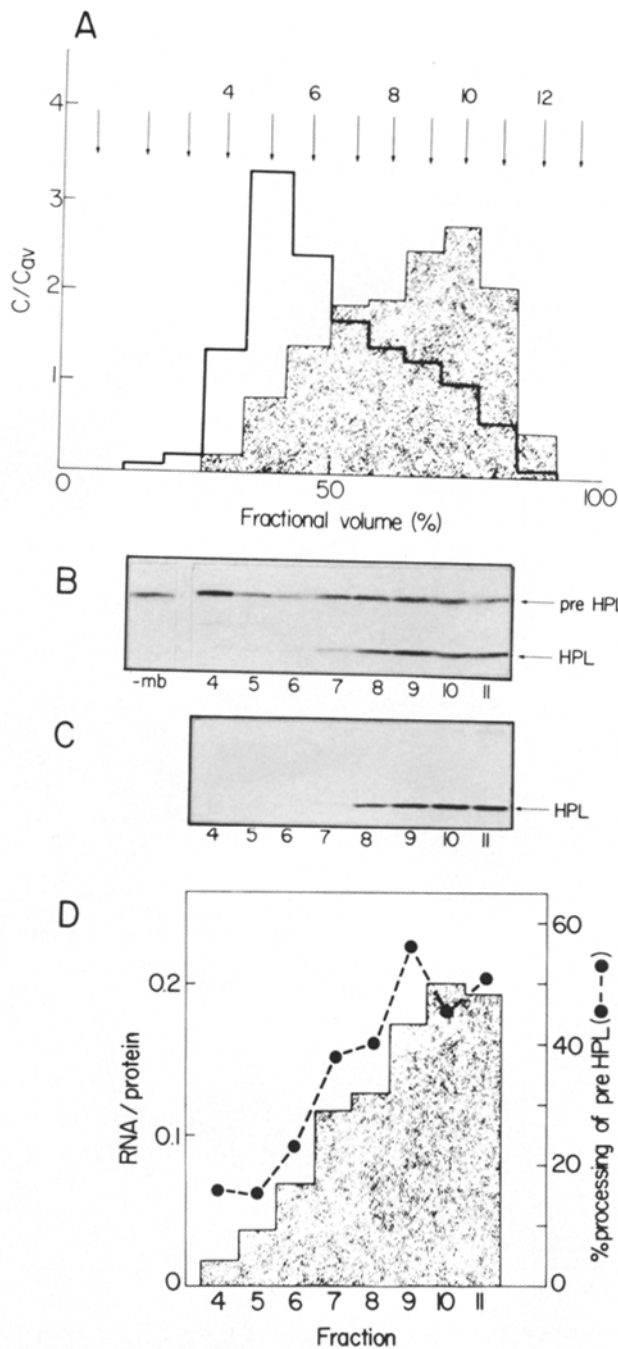 A
4
6
8
10
12
4
3
2
1
C/Cav
0
50
100
Fractional volume (%)
B
pre HPL
HPL
-mb 4 5 6 7 8 9 10 11
C
HPL
4 5 6 7 8 9 10 11
D
60
0.2
40
0.1
20
0
0
RNA / protein
% processing of pre HPL (●---●)
4 5 6 7 8 9 10 11
Fraction